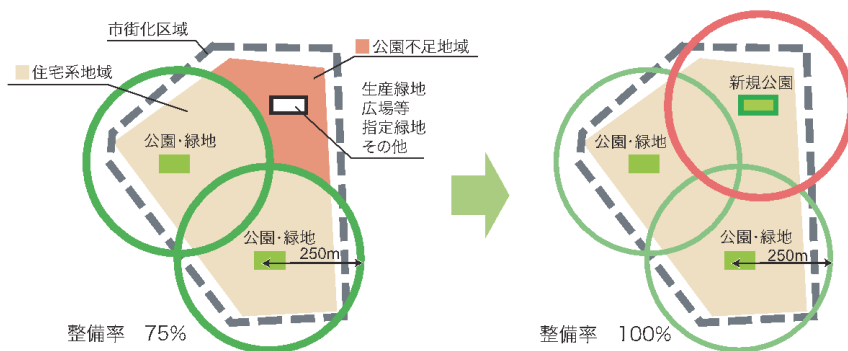 市街化区域
公園不足地域
住宅系地域
生産緑地
広場等
指定緑地
その他
公園・緑地
公園・緑地
250m
整備率 75%
新規公園
公園・緑地
公園・緑地
250m
整備率 100%